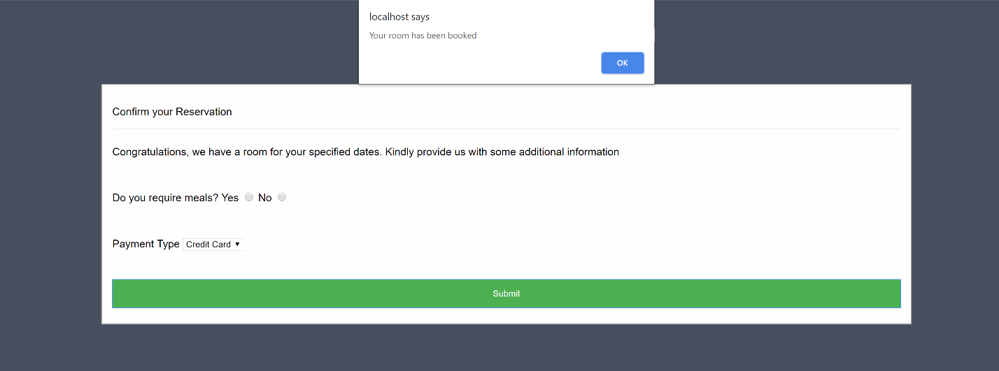 localhost says
Your room has been booked
OK
Confirm your Reservation
Congratulations, we have a room for your specified dates. Kindly provide us with some additional information
Do you require meals? Yes No
Payment Type Credit Card
Submit